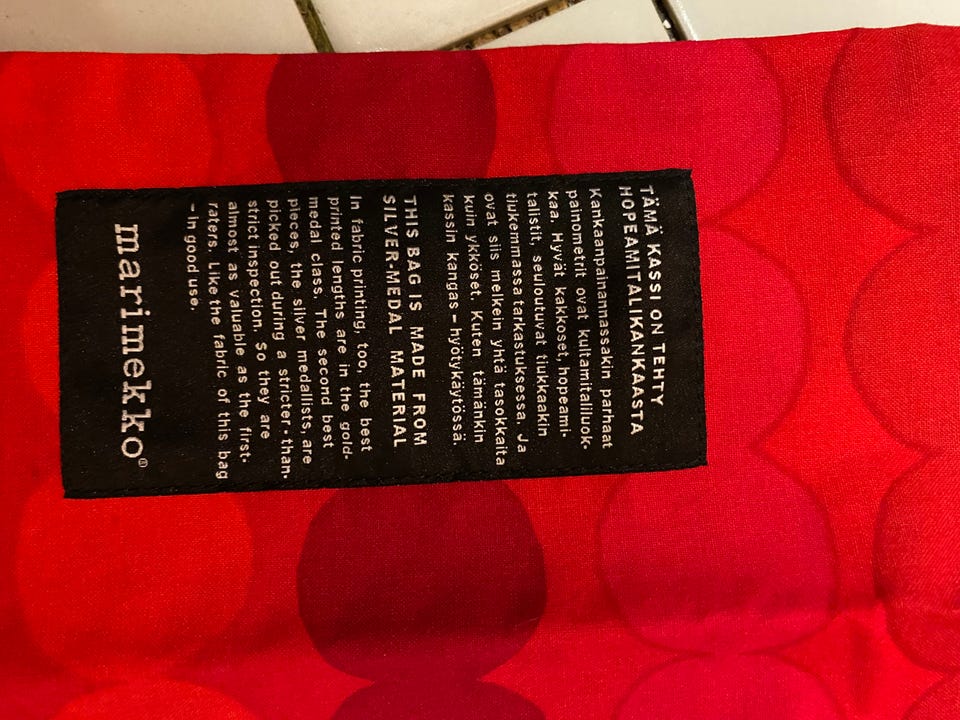 TÄMÄ KASSI ON TEHTY
HOPEAMITALIKANKAASTA
Kankaanpainannassakin parhaat
painometrit ovat kultamitalliluok-
kaa. Hyvät kakkoset, hopeami-
talistit, seuloutuvat tiukkaakin
tiukemmassa tarkastuksessa. Ja
ovat siis melkein yhtä tasokkaita
kuin ykköset. Kuten tämänkin
kassin kangas – hyötykäytössä.
THIS BAG IS MADE FROM
SILVER-MEDAL MATERIAL
In fabric printing, too, the best
printed lengths are in the gold-
medal class. The second best
pieces, the silver medallists, are
picked out during a stricter-than-
strict inspection. So they are
almost as valuable as the first-
raters. Like the fabric of this bag
– in good use.
marimekko®